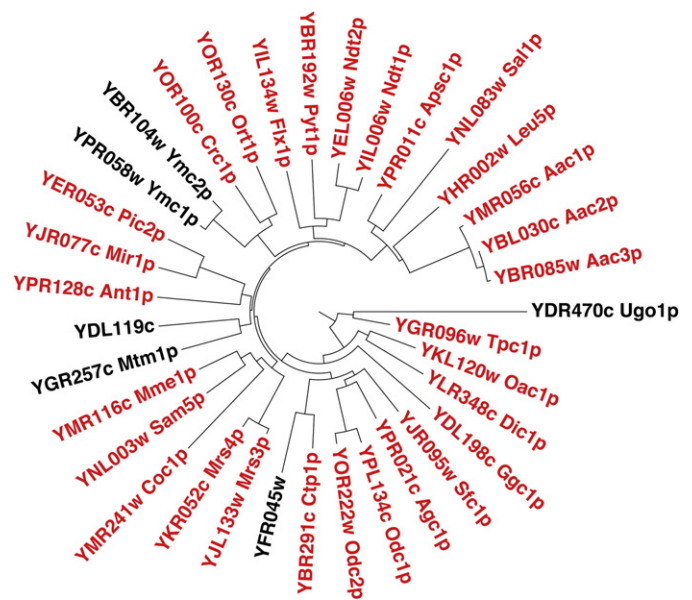 YBR104w Ymc2p
YOR100c Crc1p
YOR130c Ort1p
YIL134w Flx1p
YBR192w Pyt1p
YEL006w Ndt2p
YIL006w Ndt1p
YPR011c Apsc1p
YNL083w Sal1p
YHR002w Leu5p
YMR056c Aac1p
YBL030c Aac2p
YBR085w Aac3p
YDR470c Ugo1p
YGR096w Tpc1p
YKL120w Oac1p
YLR348c Dic1p
YDL198c Ggc1p
YJR095w Sfc1p
YPR021c Agc1p
YPL134c Odc1p
YOR222w Odc2p
YBR291c Ctp1p
YFR045w
YJL133w Mrs3p
YKR052c Mrs4p
YMR241w Coc1p
YNL003w Sam5p
YMR116c Mme1p
YGR257c Mtm1p
YDL119c
YPR128c Ant1p
YJR077c Mir1p
YER053c Pic2p
YPR058w Ymc1p